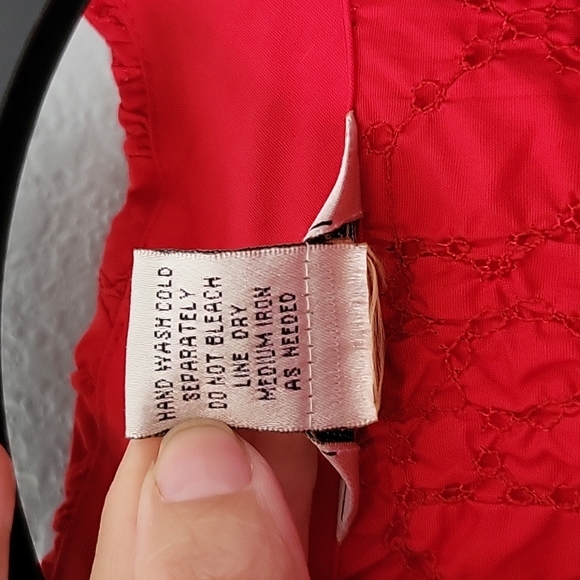 HAND WASH COLD
SEPARATELY
DO NOT BLEACH
LINE DRY
MEDIUM IRON
AS NEEDED